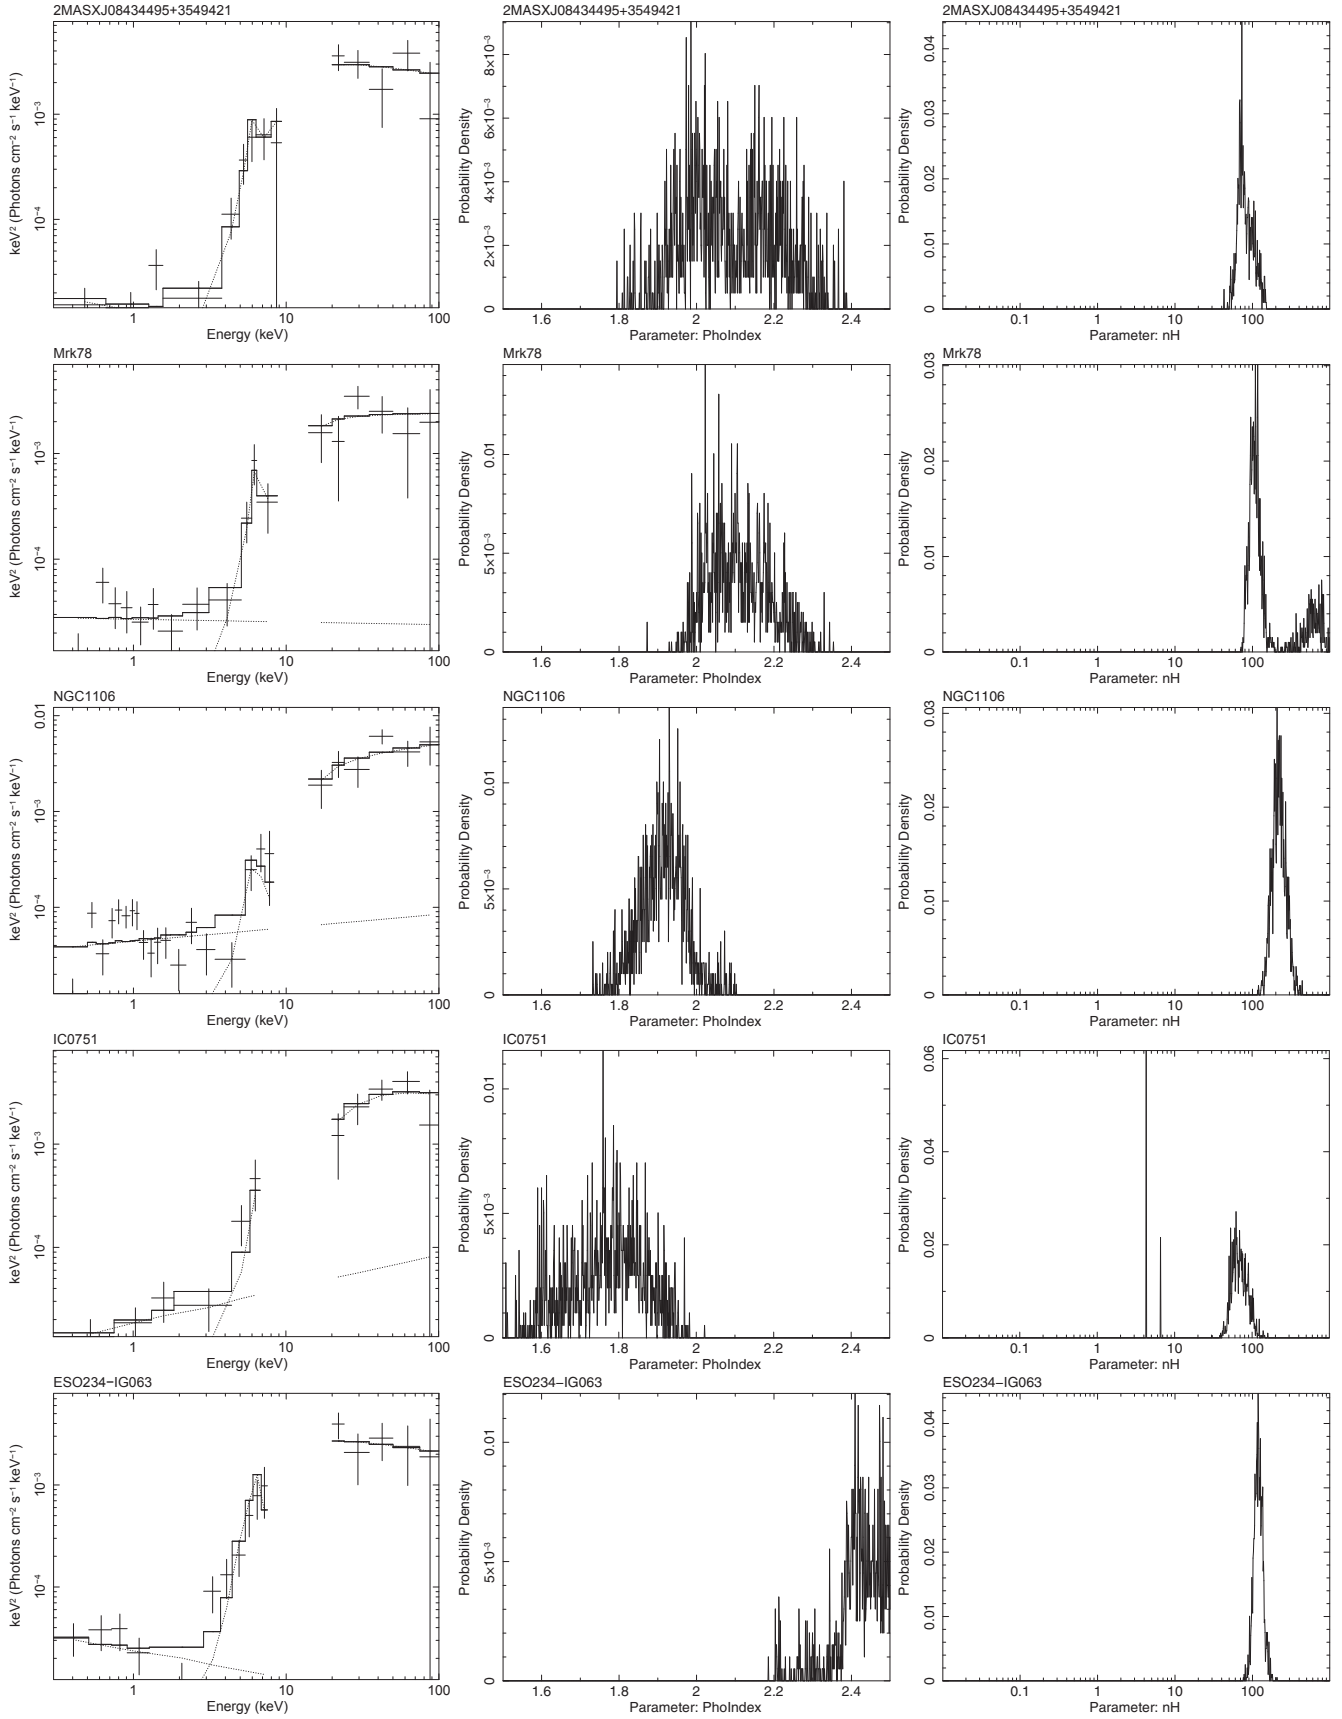 2MASXJ08434495+3549421
keV² (Photons cm⁻² s⁻¹ keV⁻¹)
10⁻³
10⁻⁴
1 10 100
Energy (keV)
2MASXJ08434495+3549421
Probability Density
8×10⁻³
6×10⁻³
4×10⁻³
2×10⁻³
0
1.6 1.8 2 2.2 2.4
Parameter: PhoIndex
2MASXJ08434495+3549421
Probability Density
0.04
0.03
0.02
0.01
0
0.1 1 10 100
Parameter: nH
Mrk78
keV² (Photons cm⁻² s⁻¹ keV⁻¹)
10⁻³
10⁻⁴
1 10 100
Energy (keV)
Mrk78
Probability Density
0.01
5×10⁻³
0
1.6 1.8 2 2.2 2.4
Parameter: PhoIndex
Mrk78
Probability Density
0.03
0.02
0.01
0
0.1 1 10 100
Parameter: nH
NGC1106
keV² (Photons cm⁻² s⁻¹ keV⁻¹)
0.01
10⁻³
10⁻⁴
1 10 100
Energy (keV)
NGC1106
Probability Density
0.01
5×10⁻³
0
1.6 1.8 2 2.2 2.4
Parameter: PhoIndex
NGC1106
Probability Density
0.03
0.02
0.01
0
0.1 1 10 100
Parameter: nH
IC0751
keV² (Photons cm⁻² s⁻¹ keV⁻¹)
10⁻³
10⁻⁴
1 10 100
Energy (keV)
IC0751
Probability Density
0.01
5×10⁻³
0
1.6 1.8 2 2.2 2.4
Parameter: PhoIndex
IC0751
Probability Density
0.06
0.04
0.02
0
0.1 1 10 100
Parameter: nH
ESO234−IG063
keV² (Photons cm⁻² s⁻¹ keV⁻¹)
10⁻³
10⁻⁴
1 10 100
Energy (keV)
ESO234−IG063
Probability Density
0.01
5×10⁻³
0
1.6 1.8 2 2.2 2.4
Parameter: PhoIndex
ESO234−IG063
Probability Density
0.04
0.03
0.02
0.01
0
0.1 1 10 100
Parameter: nH